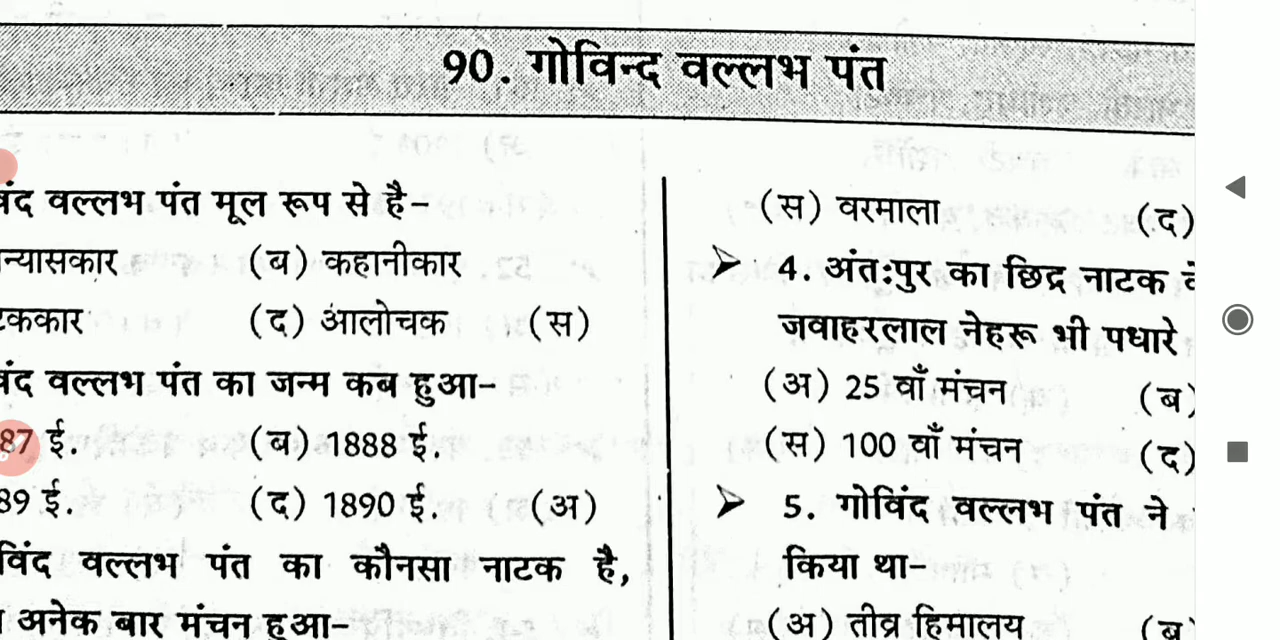 90. गोविन्द वल्लभ पंत
वंद वल्लभ पंत मूल रूप से है-
न्यासकार (ब) कहानीकार
टककार (द) आलोचक (स)
वंद वल्लभ पंत का जन्म कब हुआ-
87 ई. (ब) 1888 ई.
89 ई. (द) 1890 ई. (अ)
विंद वल्लभ पंत का कौनसा नाटक है,
अनेक बार मंचन हुआ-
(स) वरमाला (द)
4. अंत:पुर का छिद्र नाटक के
जवाहरलाल नेहरू भी पधारे
(अ) 25 वाँ मंचन (ब)
(स) 100 वाँ मंचन (द)
5. गोविंद वल्लभ पंत ने
किया था-
(अ) तीव्र हिमालय (ब)